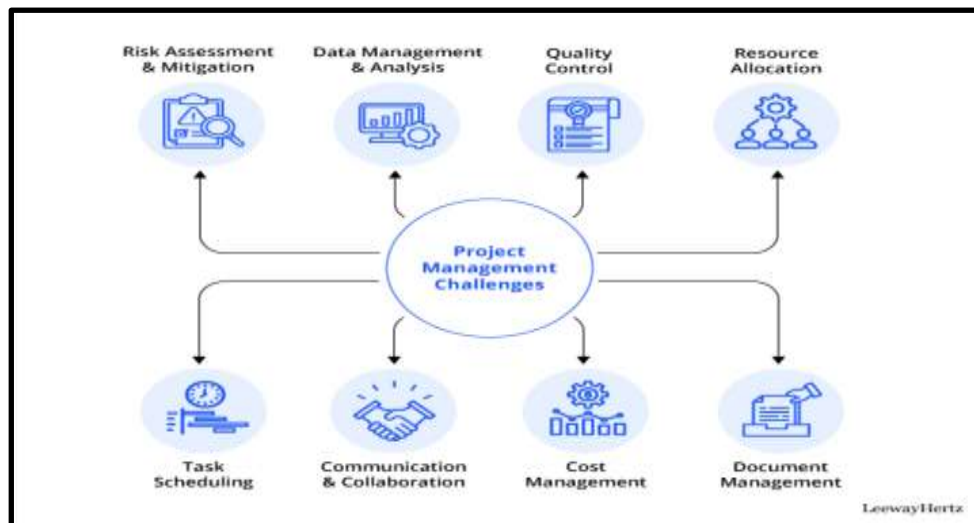 Risk Assessment
& Mitigation
Data Management
& Analysis
Quality
Control
Resource
Allocation
Project
Management
Challenges
Task
Scheduling
Communication
& Collaboration
Cost
Management
Document
Management
LeewayHertz